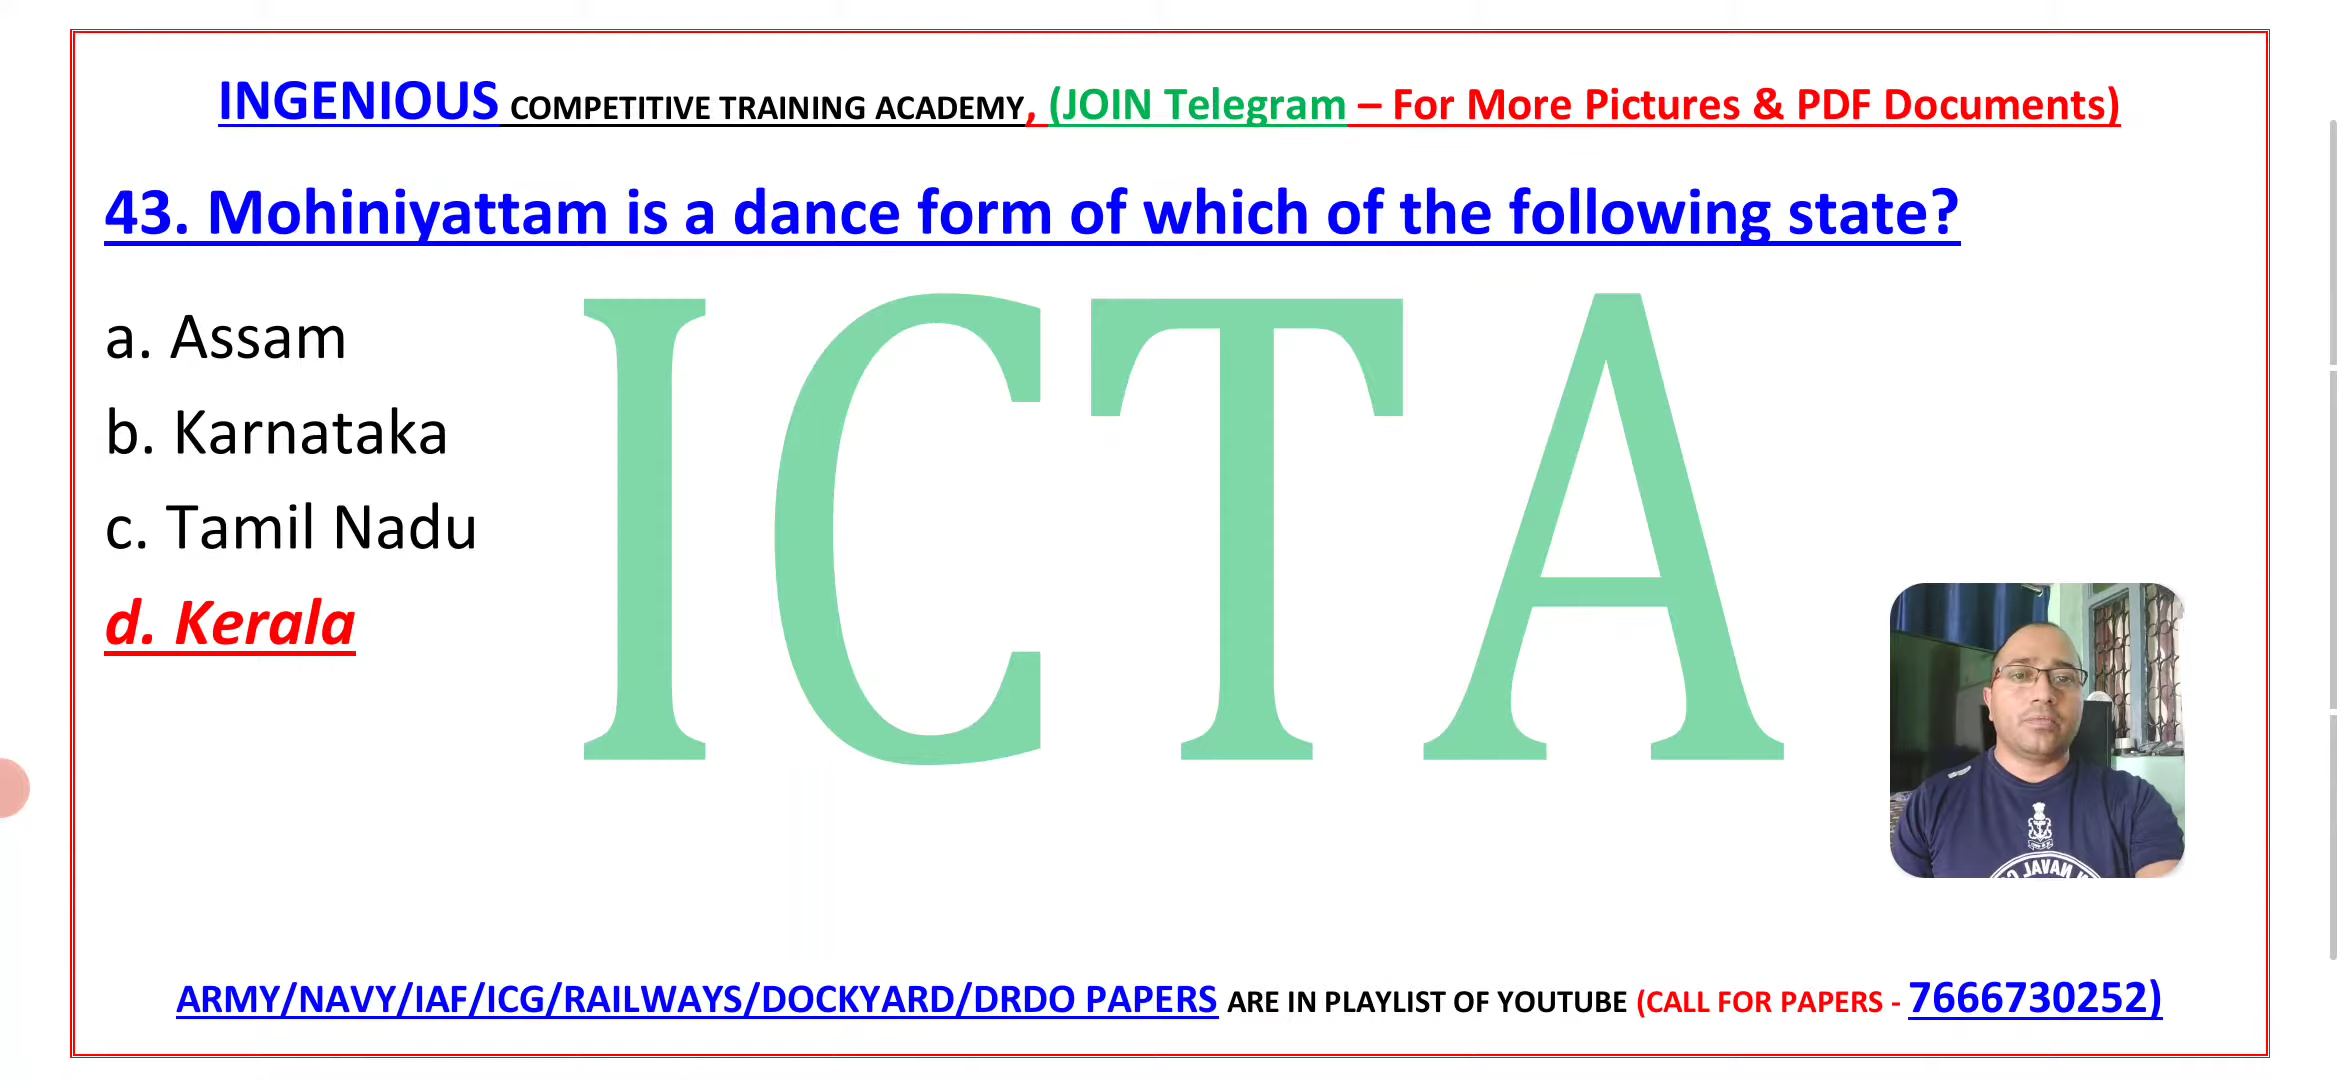 INGENIOUS COMPETITIVE TRAINING ACADEMY, (JOIN Telegram – For More Pictures & PDF Documents)
43. Mohiniyattam is a dance form of which of the following state?
a. Assam
b. Karnataka
c. Tamil Nadu
d. Kerala
ICTA
NAVAL
ARMY/NAVY/IAF/ICG/RAILWAYS/DOCKYARD/DRDO PAPERS ARE IN PLAYLIST OF YOUTUBE (CALL FOR PAPERS - 7666730252)